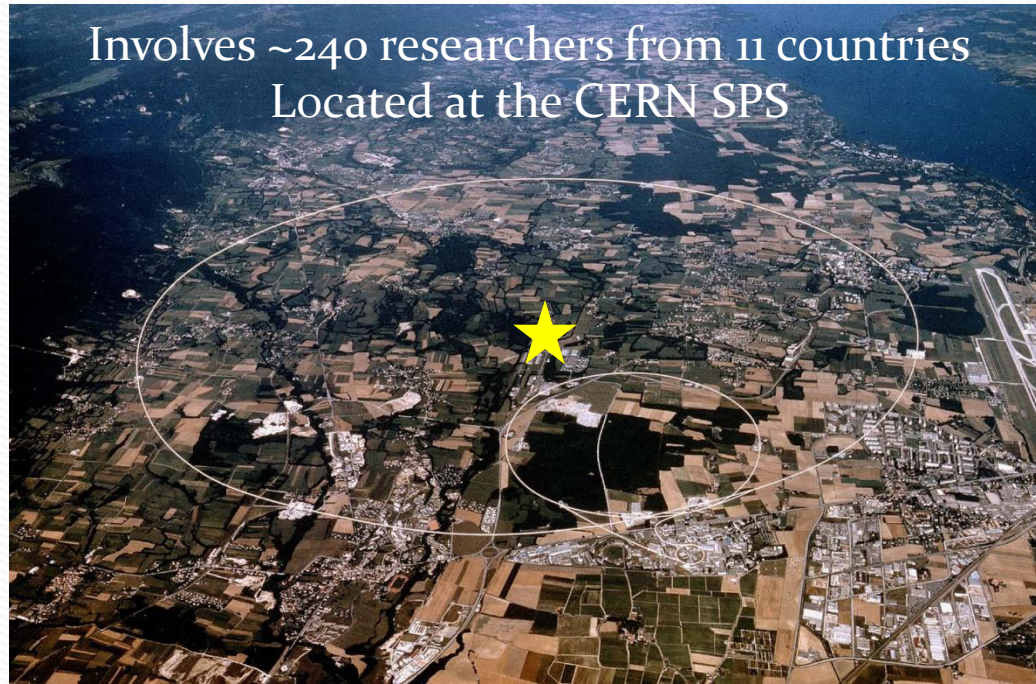 Involves ~240 researchers from 11 countries
Located at the CERN SPS